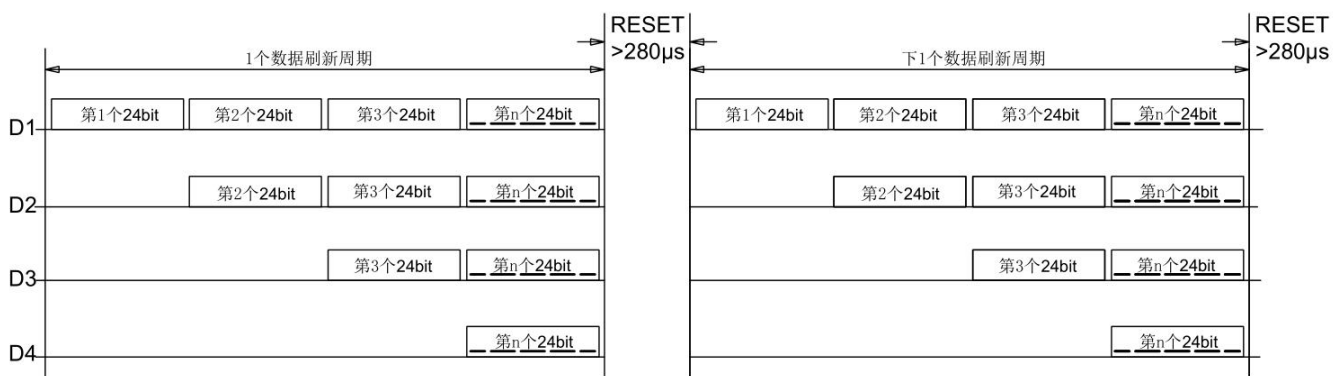 RESET
>280μs
RESET
>280μs
1个数据刷新周期
下1个数据刷新周期
D1
第1个24bit
第2个24bit
第3个24bit
第n个24bit
第1个24bit
第2个24bit
第3个24bit
第n个24bit
D2
第2个24bit
第3个24bit
第n个24bit
第2个24bit
第3个24bit
第n个24bit
D3
第3个24bit
第n个24bit
第3个24bit
第n个24bit
D4
第n个24bit
第n个24bit